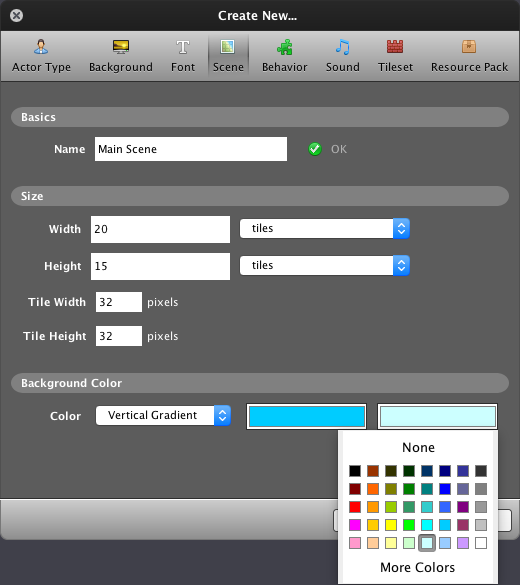 Create New...
Actor Type Background Font Scene Behavior Sound Tileset Resource Pack
Basics
Name Main Scene OK
Size
Width 20 tiles
Height 15 tiles
Tile Width 32 pixels
Tile Height 32 pixels
Background Color
Color Vertical Gradient
None
More Colors